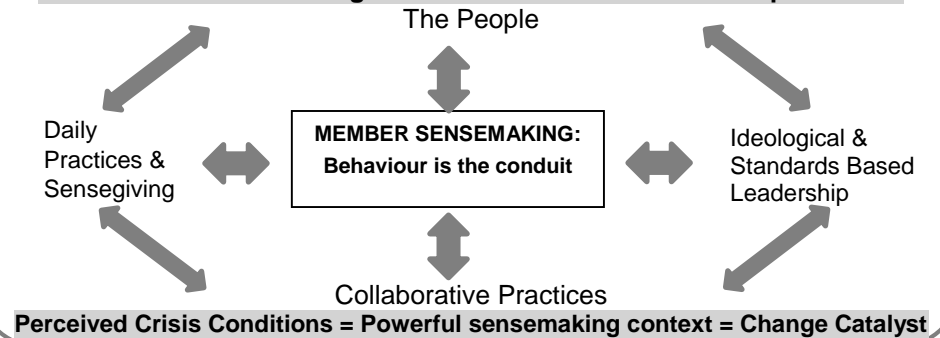 The People
Daily
Practices &
Sensegiving
MEMBER SENSEMAKING:
Behaviour is the conduit
Ideological &
Standards Based
Leadership
Collaborative Practices
Perceived Crisis Conditions = Powerful sensemaking context = Change Catalyst